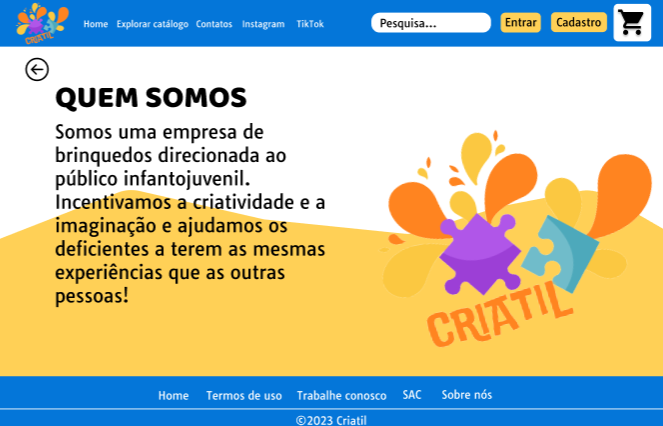 CRIATIL
Home Explorar catálogo Contatos Instagram TikTok
Pesquisa...
Entrar
Cadastro
QUEM SOMOS
Somos uma empresa de
brinquedos direcionada ao
público infantojuvenil.
Incentivamos a criatividade e a
imaginação e ajudamos os
deficientes a terem as mesmas
experiências que as outras
pessoas!
CRIATIL
Home Termos de uso Trabalhe conosco SAC Sobre nós
©2023 Criatil